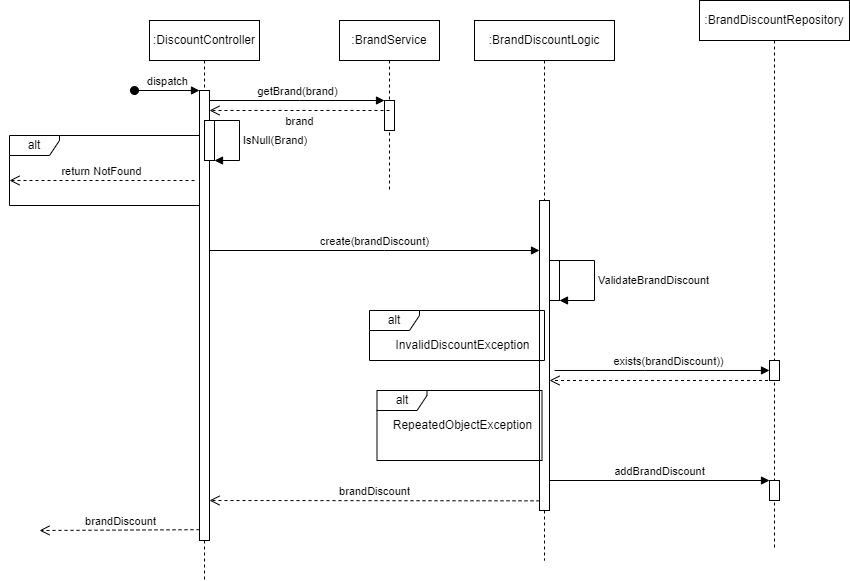 :BrandDiscountRepository
:DiscountController
:BrandService
:BrandDiscountLogic
dispatch
getBrand(brand)
brand
IsNull(Brand)
alt
return NotFound
create(brandDiscount)
ValidateBrandDiscount
alt
InvalidDiscountException
exists(brandDiscount))
alt
RepeatedObjectException
addBrandDiscount
brandDiscount
brandDiscount